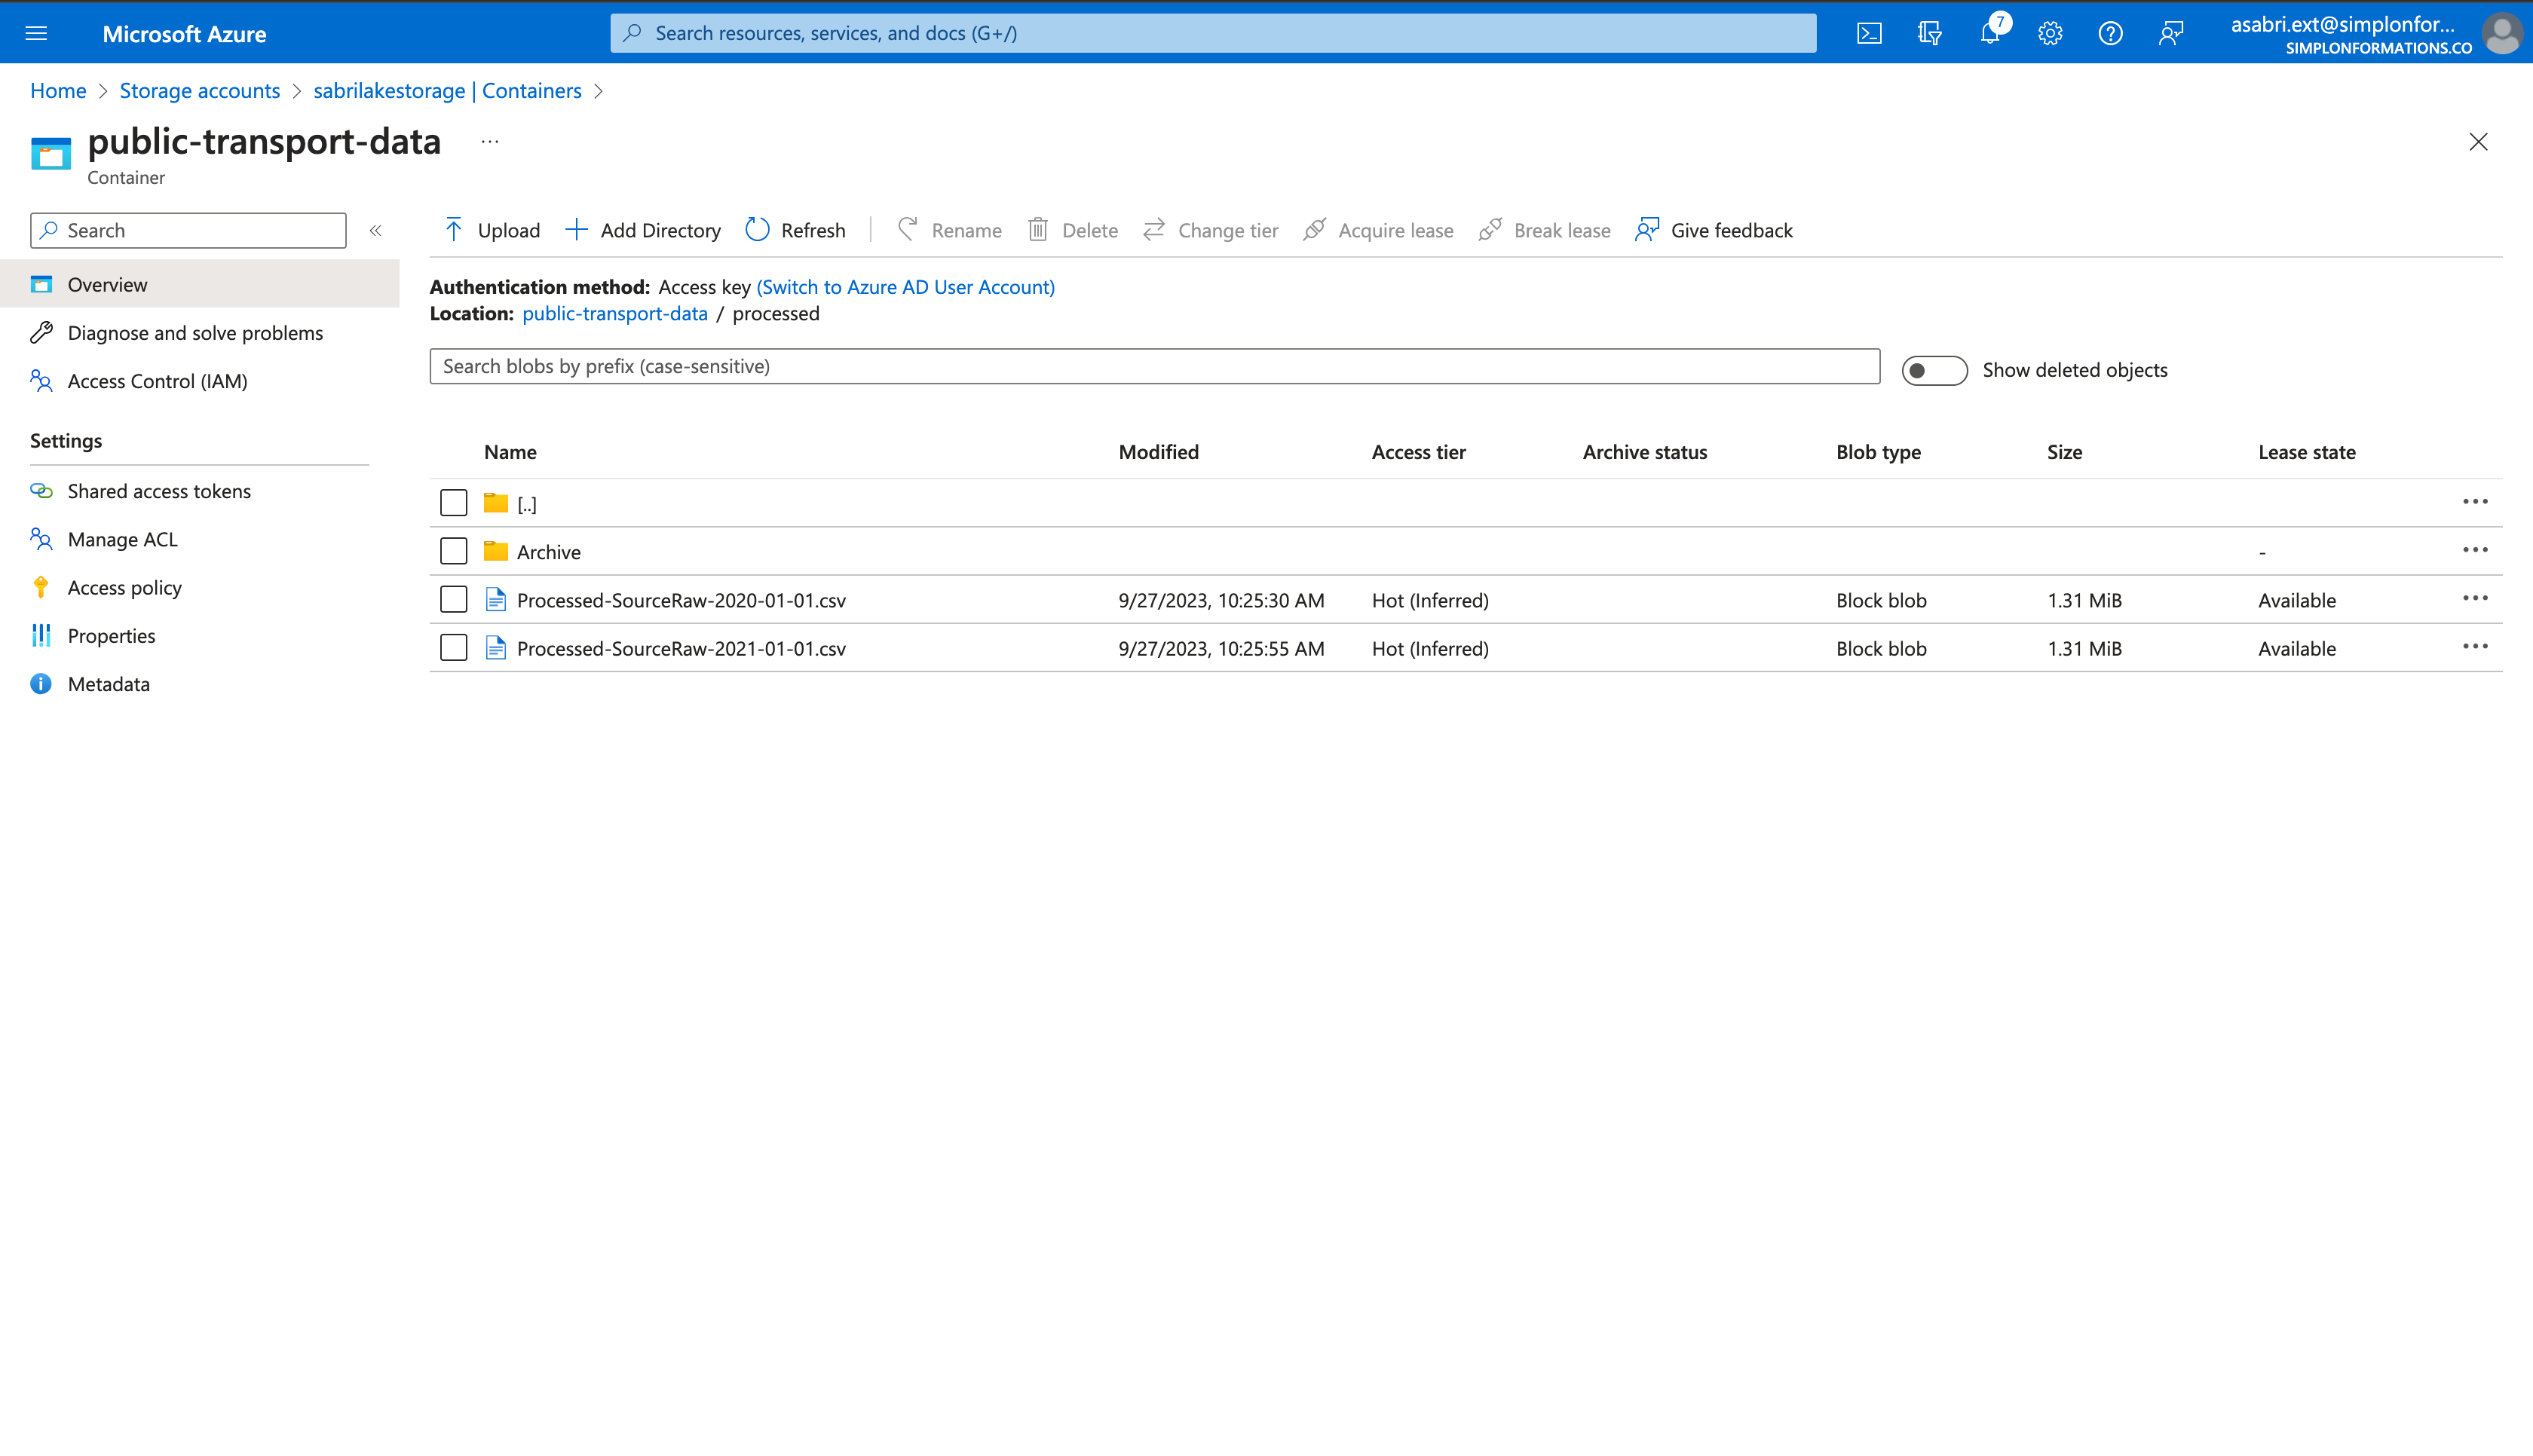 Microsoft Azure
Search resources, services, and docs (G+/)
7
asabri.ext@simplonfor...
SIMPLONFORMATIONS.CO
Home > Storage accounts > sabrilakestorage | Containers >
public-transport-data ...
Container
Search
Upload Add Directory Refresh Rename Delete Change tier Acquire lease Break lease Give feedback
Overview
Diagnose and solve problems
Access Control (IAM)
Settings
Shared access tokens
Manage ACL
Access policy
Properties
Metadata
Authentication method: Access key (Switch to Azure AD User Account)
Location: public-transport-data / processed
Search blobs by prefix (case-sensitive)
Show deleted objects
Name Modified Access tier Archive status Blob type Size Lease state
[..]
Archive -
Processed-SourceRaw-2020-01-01.csv 9/27/2023, 10:25:30 AM Hot (Inferred) Block blob 1.31 MiB Available
Processed-SourceRaw-2021-01-01.csv 9/27/2023, 10:25:55 AM Hot (Inferred) Block blob 1.31 MiB Available